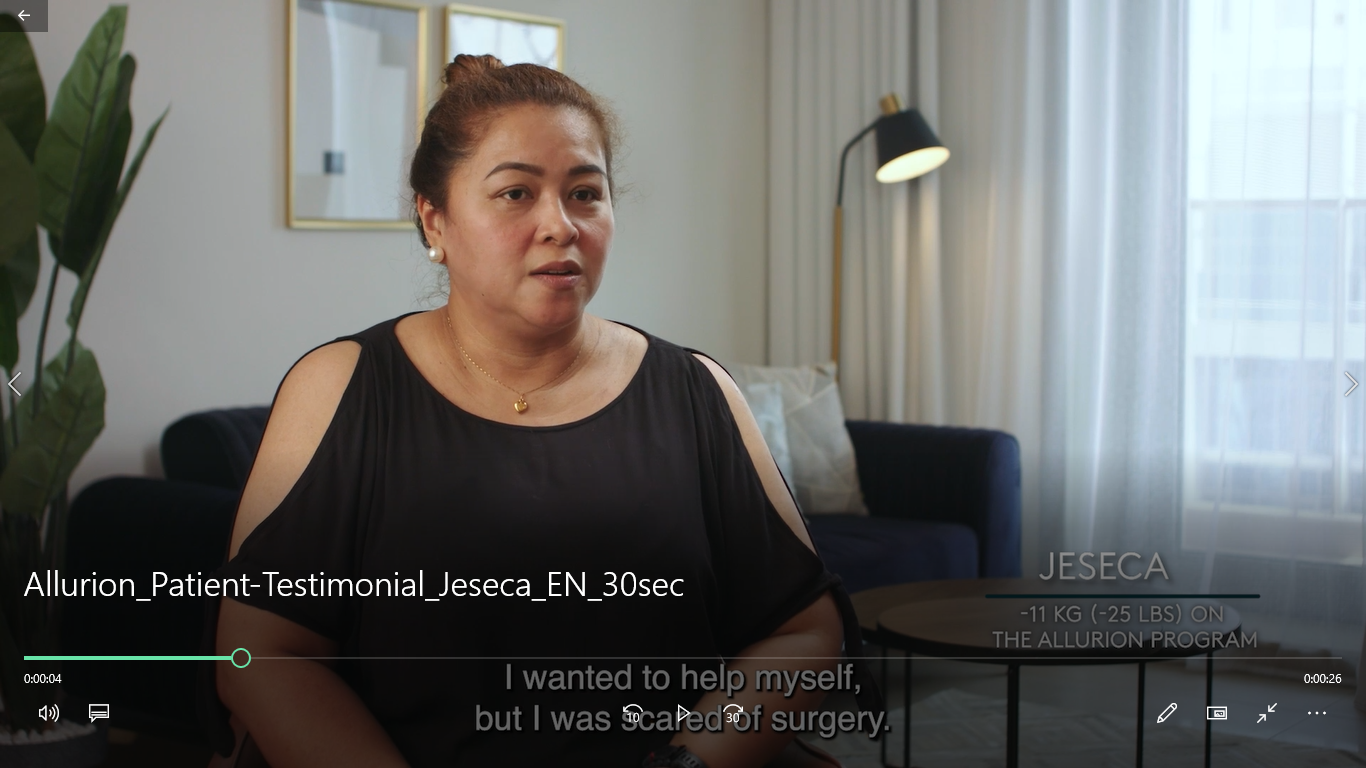 Allurion_Patient-Testimonial_Jeseca_EN_30sec
JESECA
-11 KG (-25 LBS) ON
THE ALLURION PROGRAM
0:00:04
0:00:26
I wanted to help myself,
but I was scared of surgery.
10
30